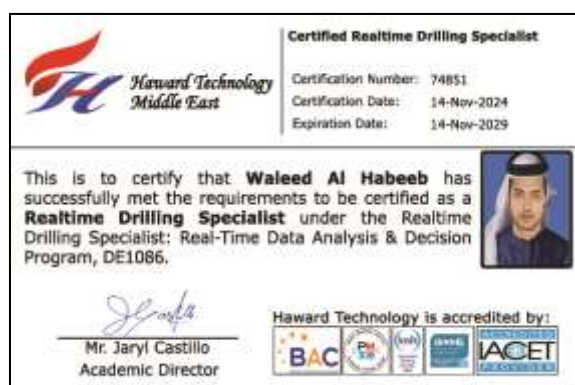 Certified Realtime Drilling Specialist
Haward Technology
Middle East
Certification Number: 74851
Certification Date: 14-Nov-2024
Expiration Date: 14-Nov-2029
This is to certify that Waleed Al Habeeb has
successfully met the requirements to be certified as a
Realtime Drilling Specialist under the Realtime
Drilling Specialist: Real-Time Data Analysis & Decision
Program, DE1086.
Mr. Jaryl Castillo
Academic Director
Haward Technology is accredited by:
BAC
IACET